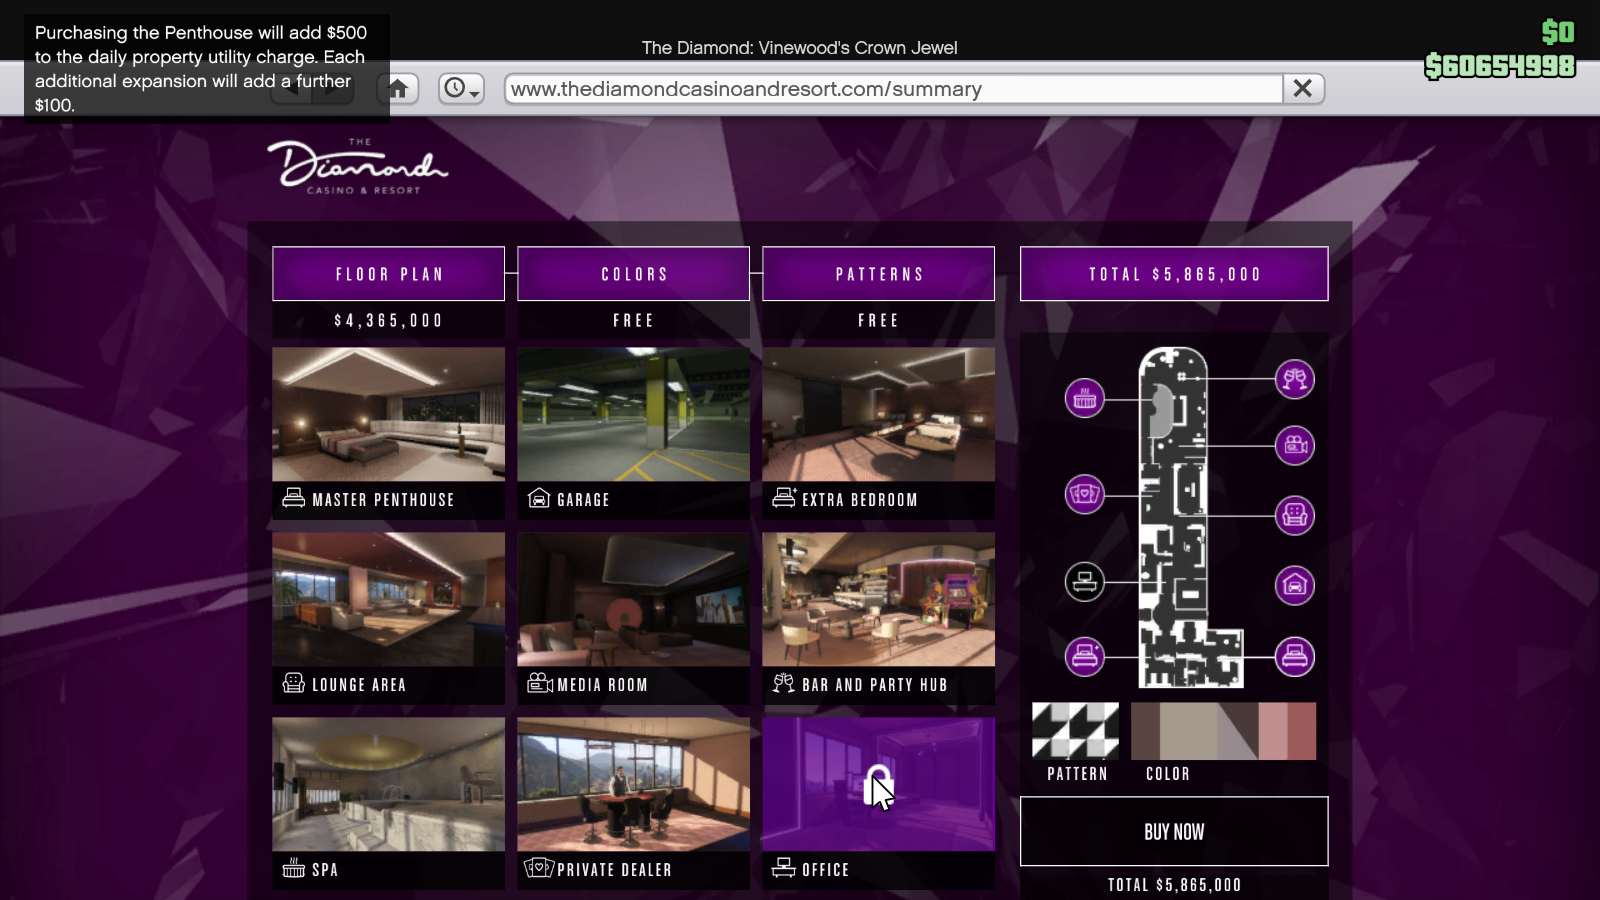 Purchasing the Penthouse will add $500
to the daily property utility charge. Each
additional expansion will add a further
$100.
The Diamond: Vinewood's Crown Jewel
$0
$60654998
www.thediamondcasinoandresort.com/summary
THE
Diamond
CASINO & RESORT
FLOOR PLAN
COLORS
PATTERNS
TOTAL $5,865,000
$4,365,000
FREE
FREE
MASTER PENTHOUSE
GARAGE
EXTRA BEDROOM
LOUNGE AREA
MEDIA ROOM
BAR AND PARTY HUB
SPA
PRIVATE DEALER
OFFICE
PATTERN
COLOR
BUY NOW
TOTAL $5,865,000